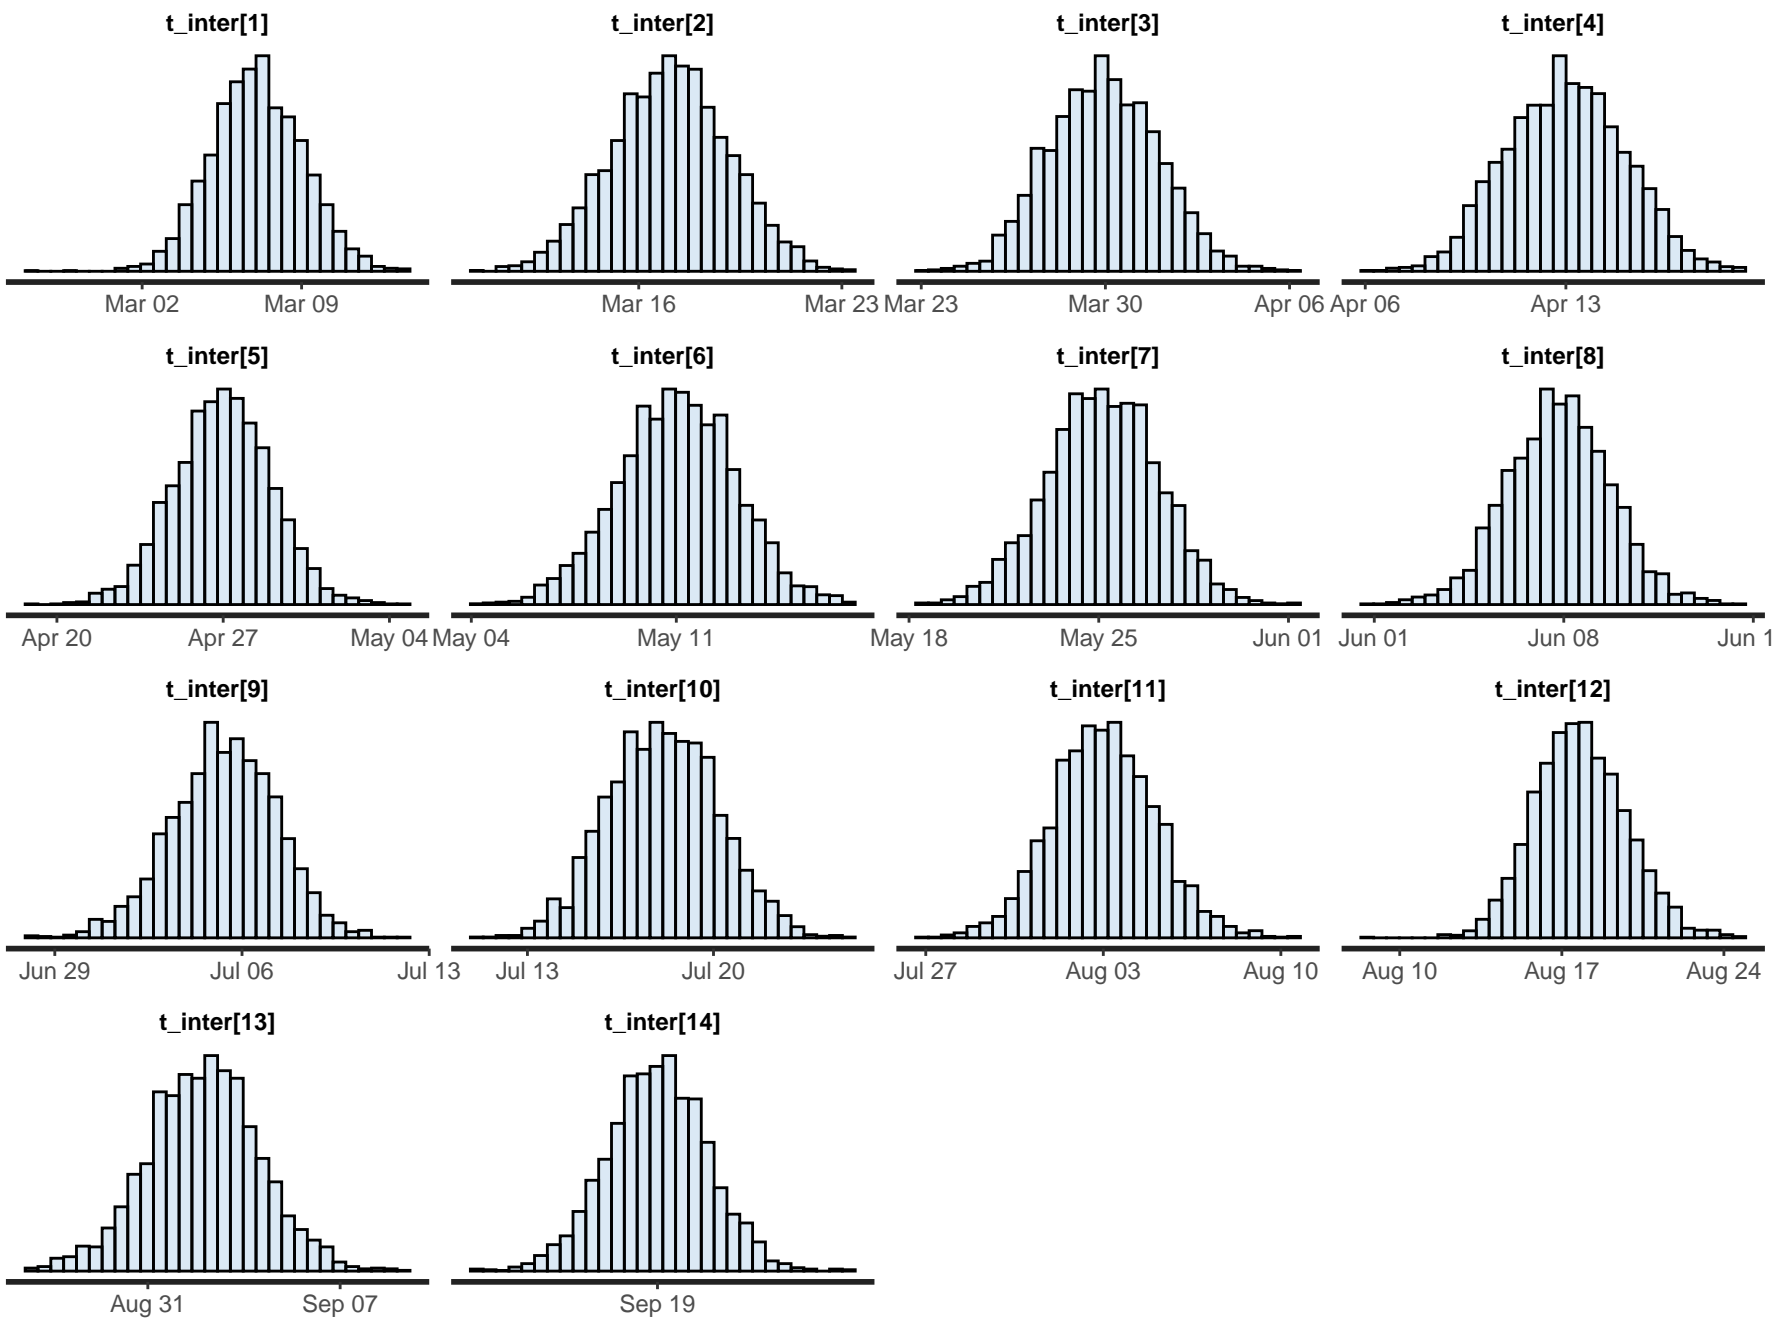 t_inter[1] t_inter[2] t_inter[3] t_inter[4]
Mar 02 Mar 09 Mar 16 Mar 23 Mar 23 Mar 30 Apr 06 Apr 06 Apr 13
t_inter[5] t_inter[6] t_inter[7] t_inter[8]
Apr 20 Apr 27 May 04 May 04 May 11 May 18 May 25 Jun 01 Jun 01 Jun 08 Jun 1
t_inter[9] t_inter[10] t_inter[11] t_inter[12]
Jun 29 Jul 06 Jul 13 Jul 13 Jul 20 Jul 27 Aug 03 Aug 10 Aug 10 Aug 17 Aug 24
t_inter[13] t_inter[14]
Aug 31 Sep 07 Sep 19